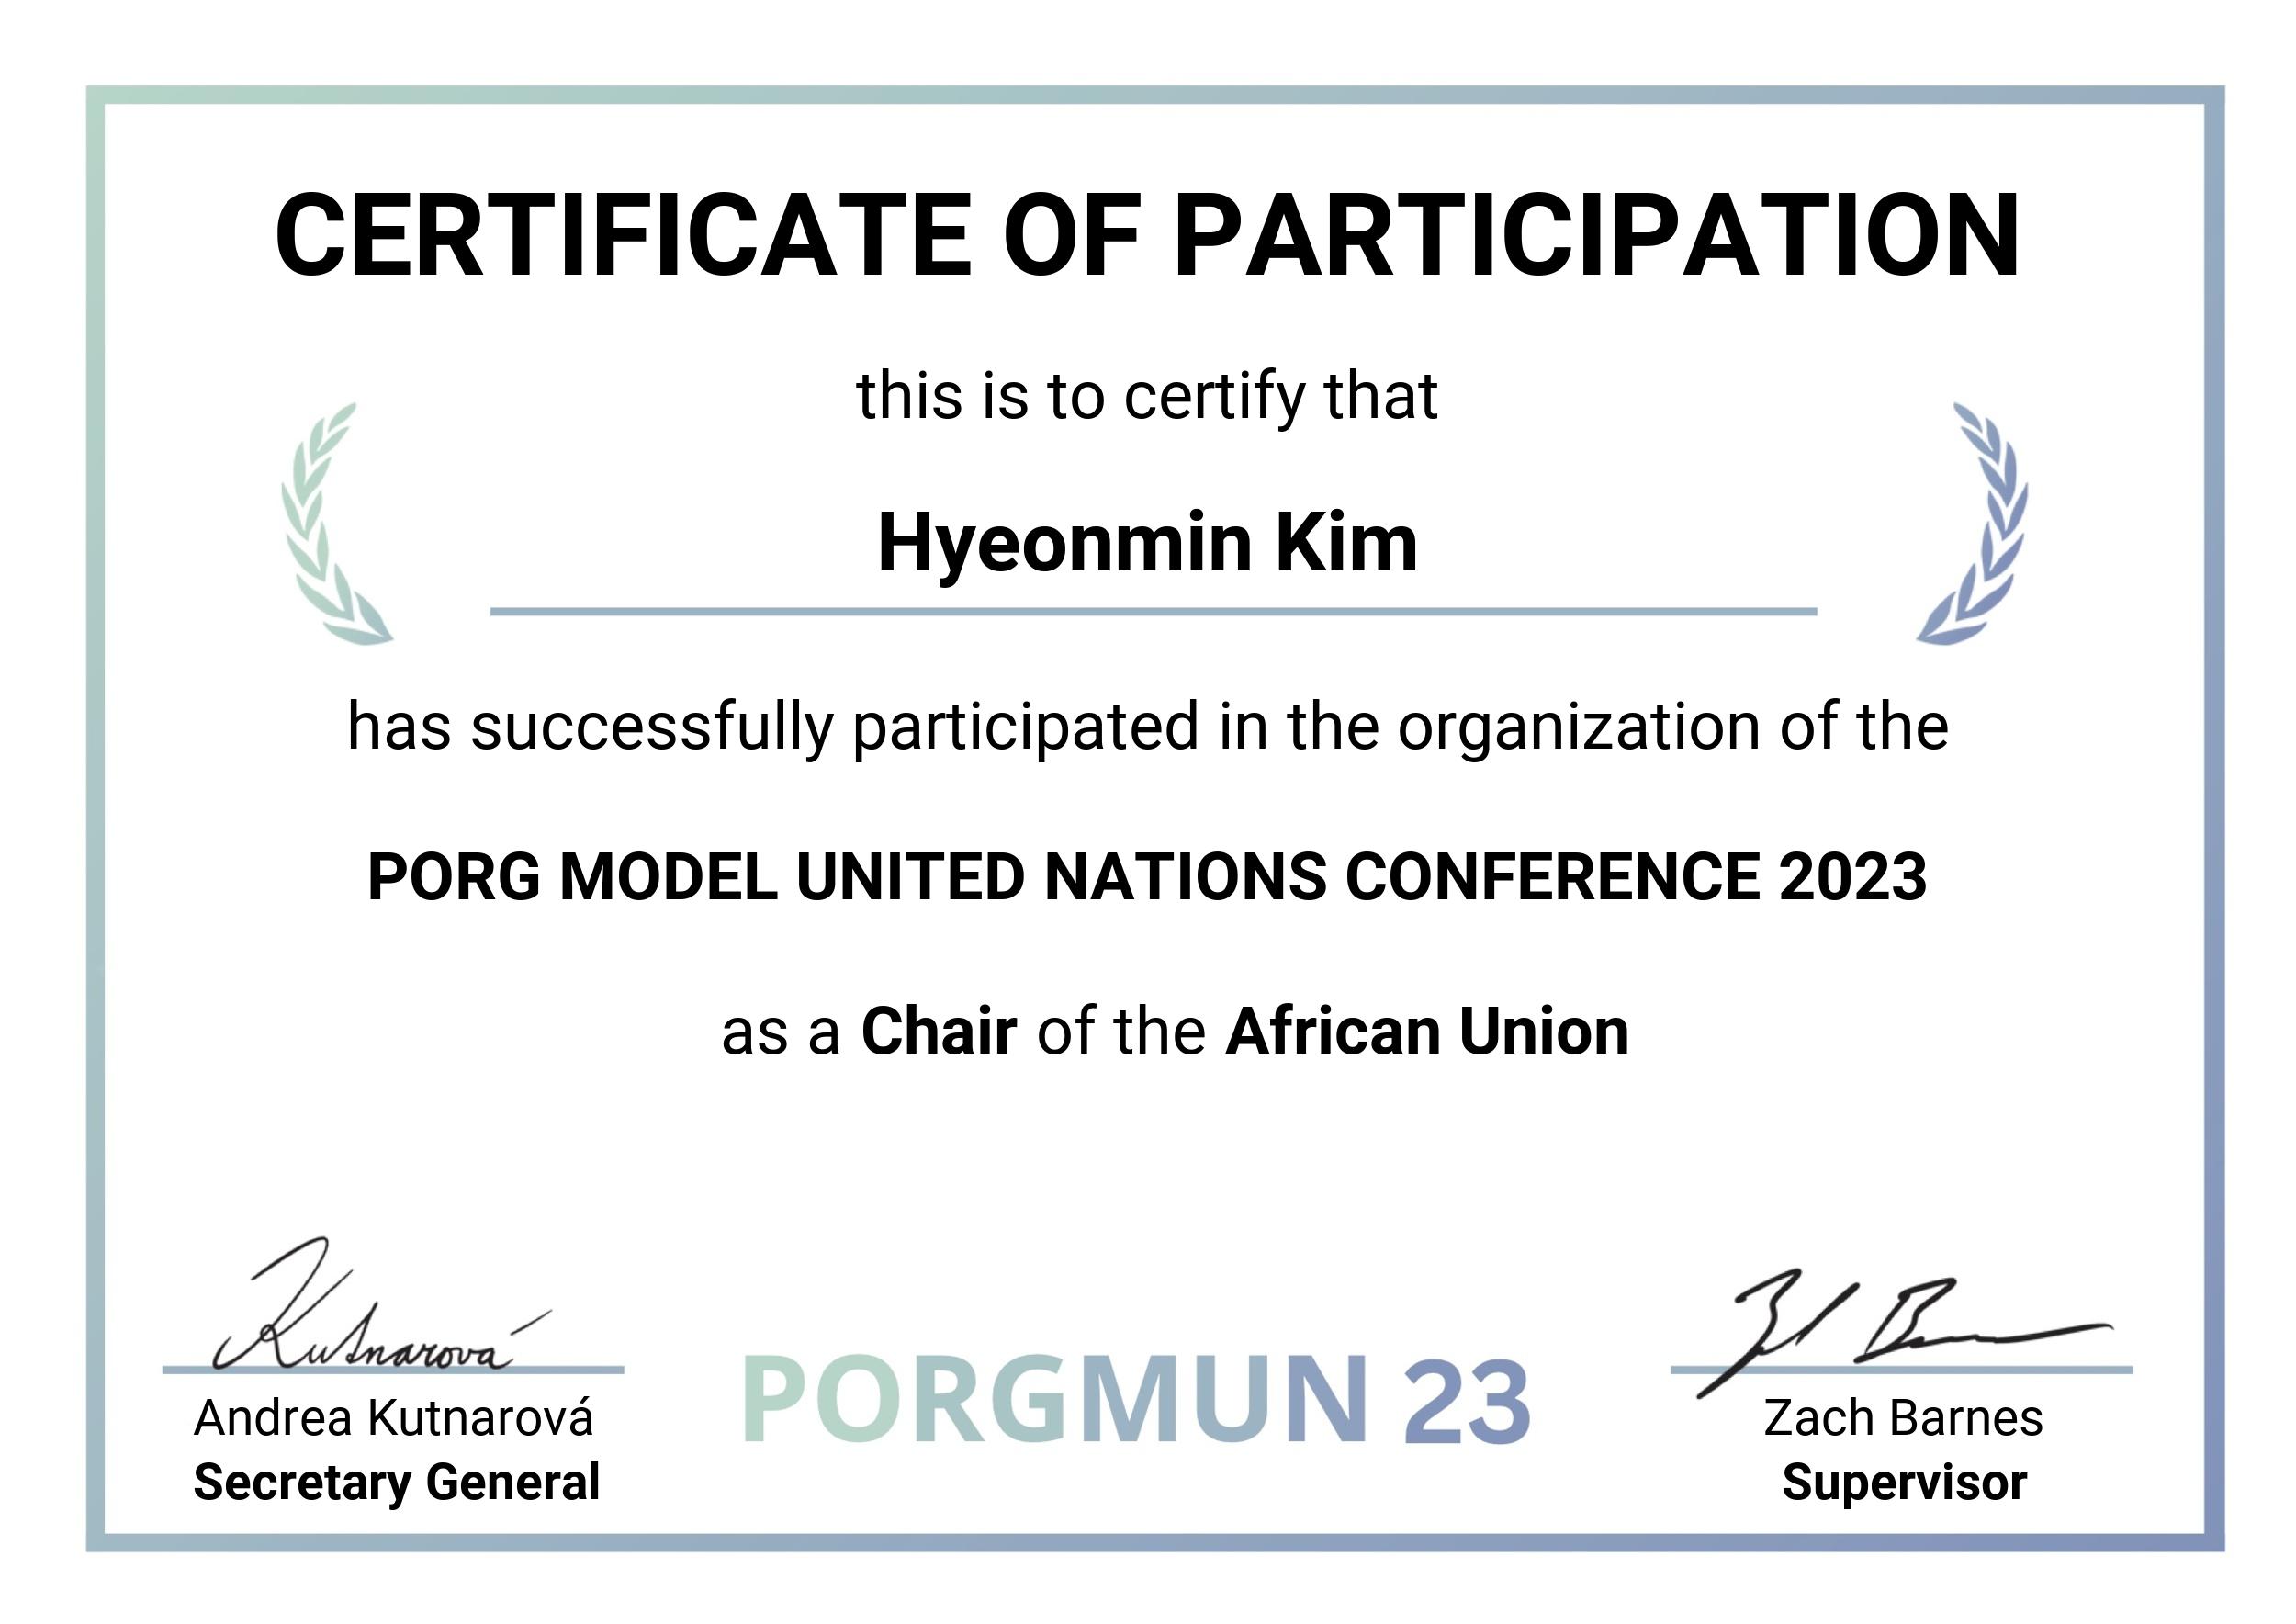 CERTIFICATE OF PARTICIPATION
this is to certify that
Hyeonmin Kim
has successfully participated in the organization of the
PORG MODEL UNITED NATIONS CONFERENCE 2023
as a Chair of the African Union
Kutnarová
Andrea Kutnarová
Secretary General
PORGMUN 23
Zach Barnes
Supervisor